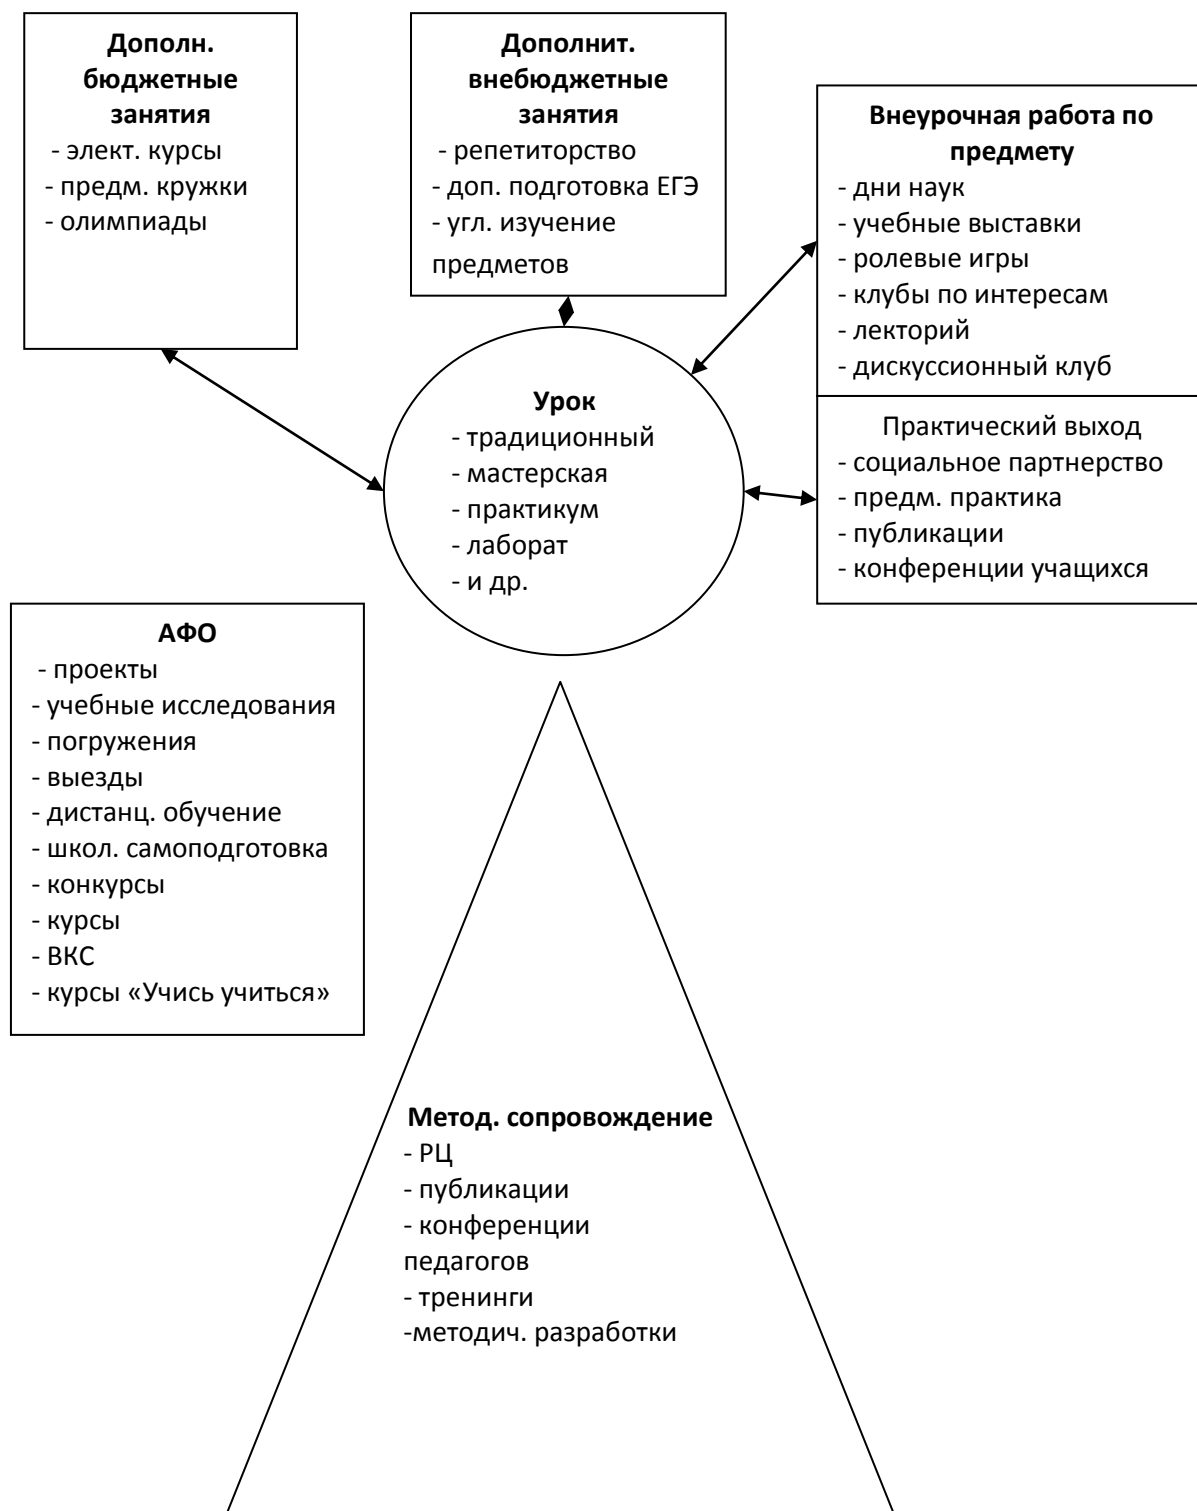 Дополн.
бюджетные
занятия
- элект. курсы
- предм. кружки
- олимпиады
Дополнит.
внебюджетные
занятия
- репетиторство
- доп. подготовка ЕГЭ
- угл. изучение
предметов
Внеурочная работа по
предмету
- дни наук
- учебные выставки
- ролевые игры
- клубы по интересам
- лекторий
- дискуссионный клуб
Практический выход
- социальное партнерство
- предм. практика
- публикации
- конференции учащихся
Урок
- традиционный
- мастерская
- практикум
- лаборат
- и др.
АФО
- проекты
- учебные исследования
- погружения
- выезды
- дистанц. обучение
- школ. самоподготовка
- конкурсы
- курсы
- ВКС
- курсы «Учись учиться»
Метод. сопровождение
- РЦ
- публикации
- конференции
педагогов
- тренинги
-методич. разработки